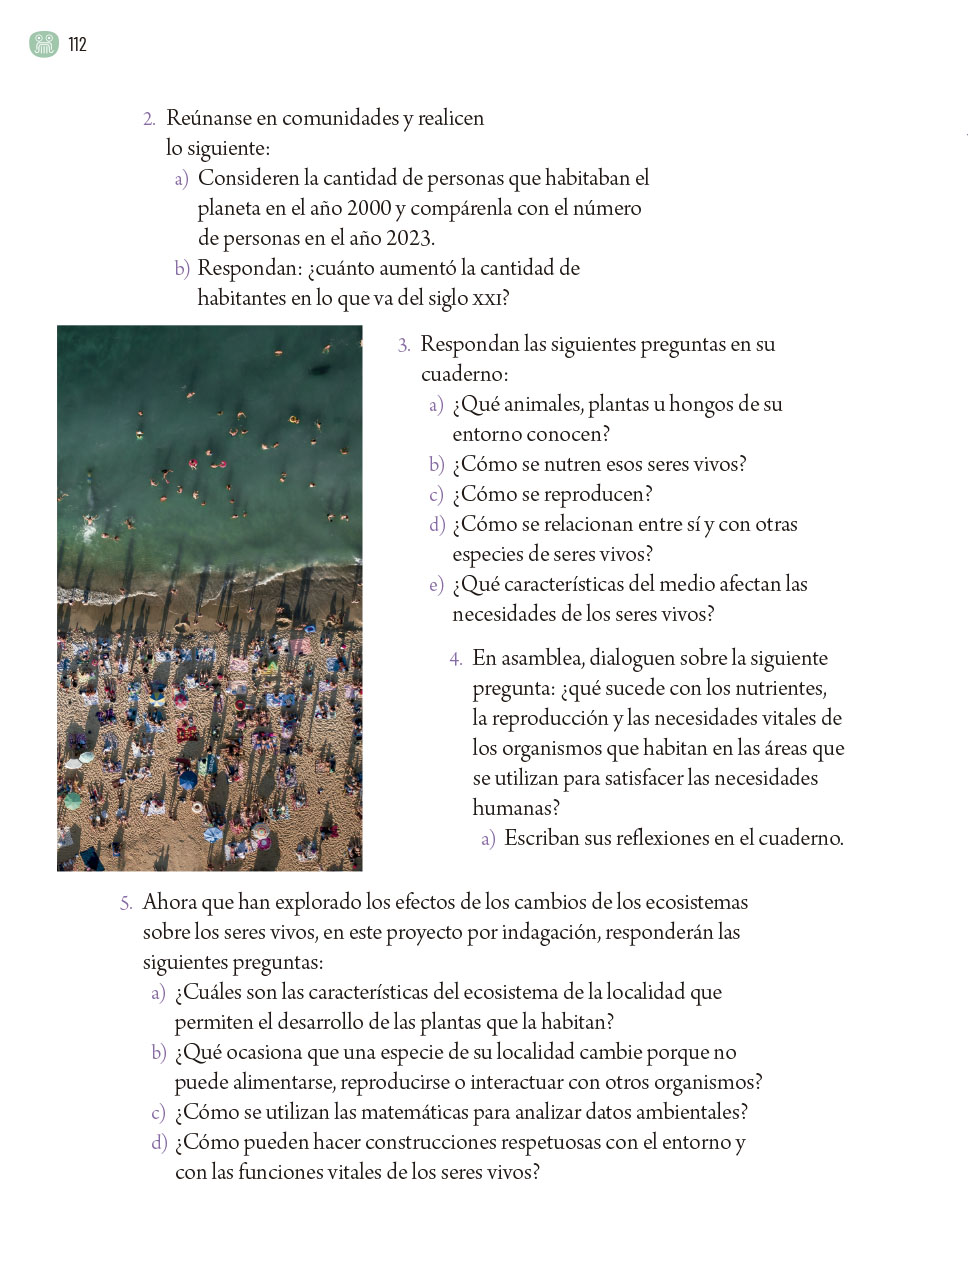 112
2. Reúnanse en comunidades y realicen
lo siguiente:
a) Consideren la cantidad de personas que habitaban el
planeta en el año 2000 y compárenla con el número
de personas en el año 2023.
b) Respondan: ¿cuánto aumentó la cantidad de
habitantes en lo que va del siglo XXI?
3. Respondan las siguientes preguntas en su
cuaderno:
a) ¿Qué animales, plantas u hongos de su
entorno conocen?
b) ¿Cómo se nutren esos seres vivos?
c) ¿Cómo se reproducen?
d) ¿Cómo se relacionan entre sí y con otras
especies de seres vivos?
e) ¿Qué características del medio afectan las
necesidades de los seres vivos?
4. En asamblea, dialoguen sobre la siguiente
pregunta: ¿qué sucede con los nutrientes,
la reproducción y las necesidades vitales de
los organismos que habitan en las áreas que
se utilizan para satisfacer las necesidades
humanas?
a) Escriban sus reflexiones en el cuaderno.
5. Ahora que han explorado los efectos de los cambios de los ecosistemas
sobre los seres vivos, en este proyecto por indagación, responderán las
siguientes preguntas:
a) ¿Cuáles son las características del ecosistema de la localidad que
permiten el desarrollo de las plantas que la habitan?
b) ¿Qué ocasiona que una especie de su localidad cambie porque no
puede alimentarse, reproducirse o interactuar con otros organismos?
c) ¿Cómo se utilizan las matemáticas para analizar datos ambientales?
d) ¿Cómo pueden hacer construcciones respetuosas con el entorno y
con las funciones vitales de los seres vivos?